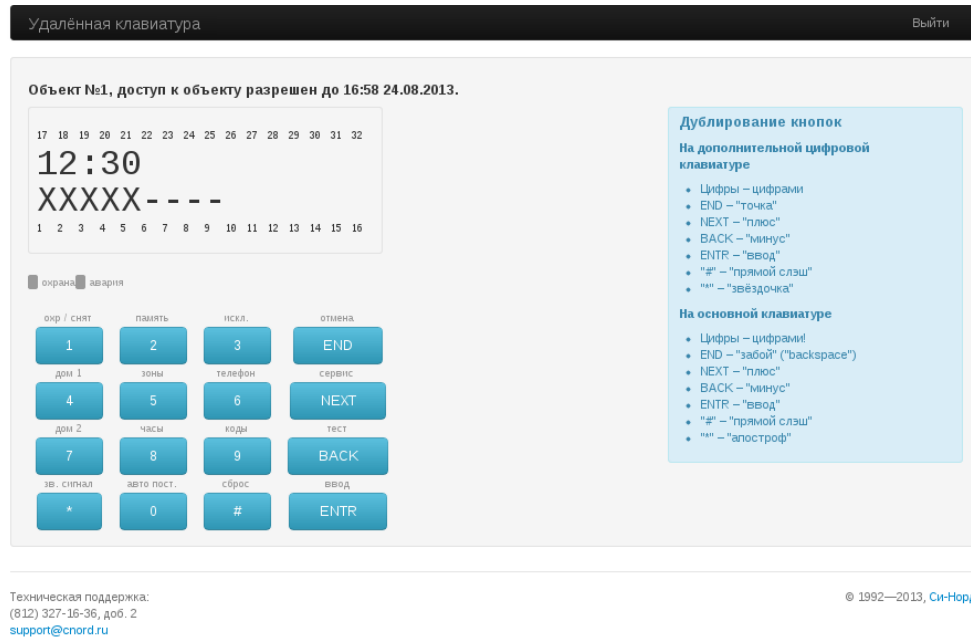 Удалённая клавиатура
Выйти
Объект №1, доступ к объекту разрешен до 16:58 24.08.2013.
17 18 19 20 21 22 23 24 25 26 27 28 29 30 31 32
12:30
XXXXX----
1 2 3 4 5 6 7 8 9 10 11 12 13 14 15 16
охрана авария
охр / снят память искл. отмена
1 2 3 END
дом 1 зоны телефон сервис
4 5 6 NEXT
дом 2 часы коды тест
7 8 9 BACK
зв. сигнал авто пост. сброс ввод
* 0 # ENTR
Дублирование кнопок
На дополнительной цифровой
клавиатуре
Цифры – цифрами
END – "точка"
NEXT – "плюс"
BACK – "минус"
ENTR – "ввод"
"#" – "прямой слэш"
"*" – "звёздочка"
На основной клавиатуре
Цифры – цифрами!
END – "забой" ("backspace")
NEXT – "плюс"
BACK – "минус"
ENTR – "ввод"
"#" – "прямой слэш"
"*" – "апостроф"
Техническая поддержка:
(812) 327-16-36, доб. 2
support@cnord.ru
© 1992—2013, Си-Норд